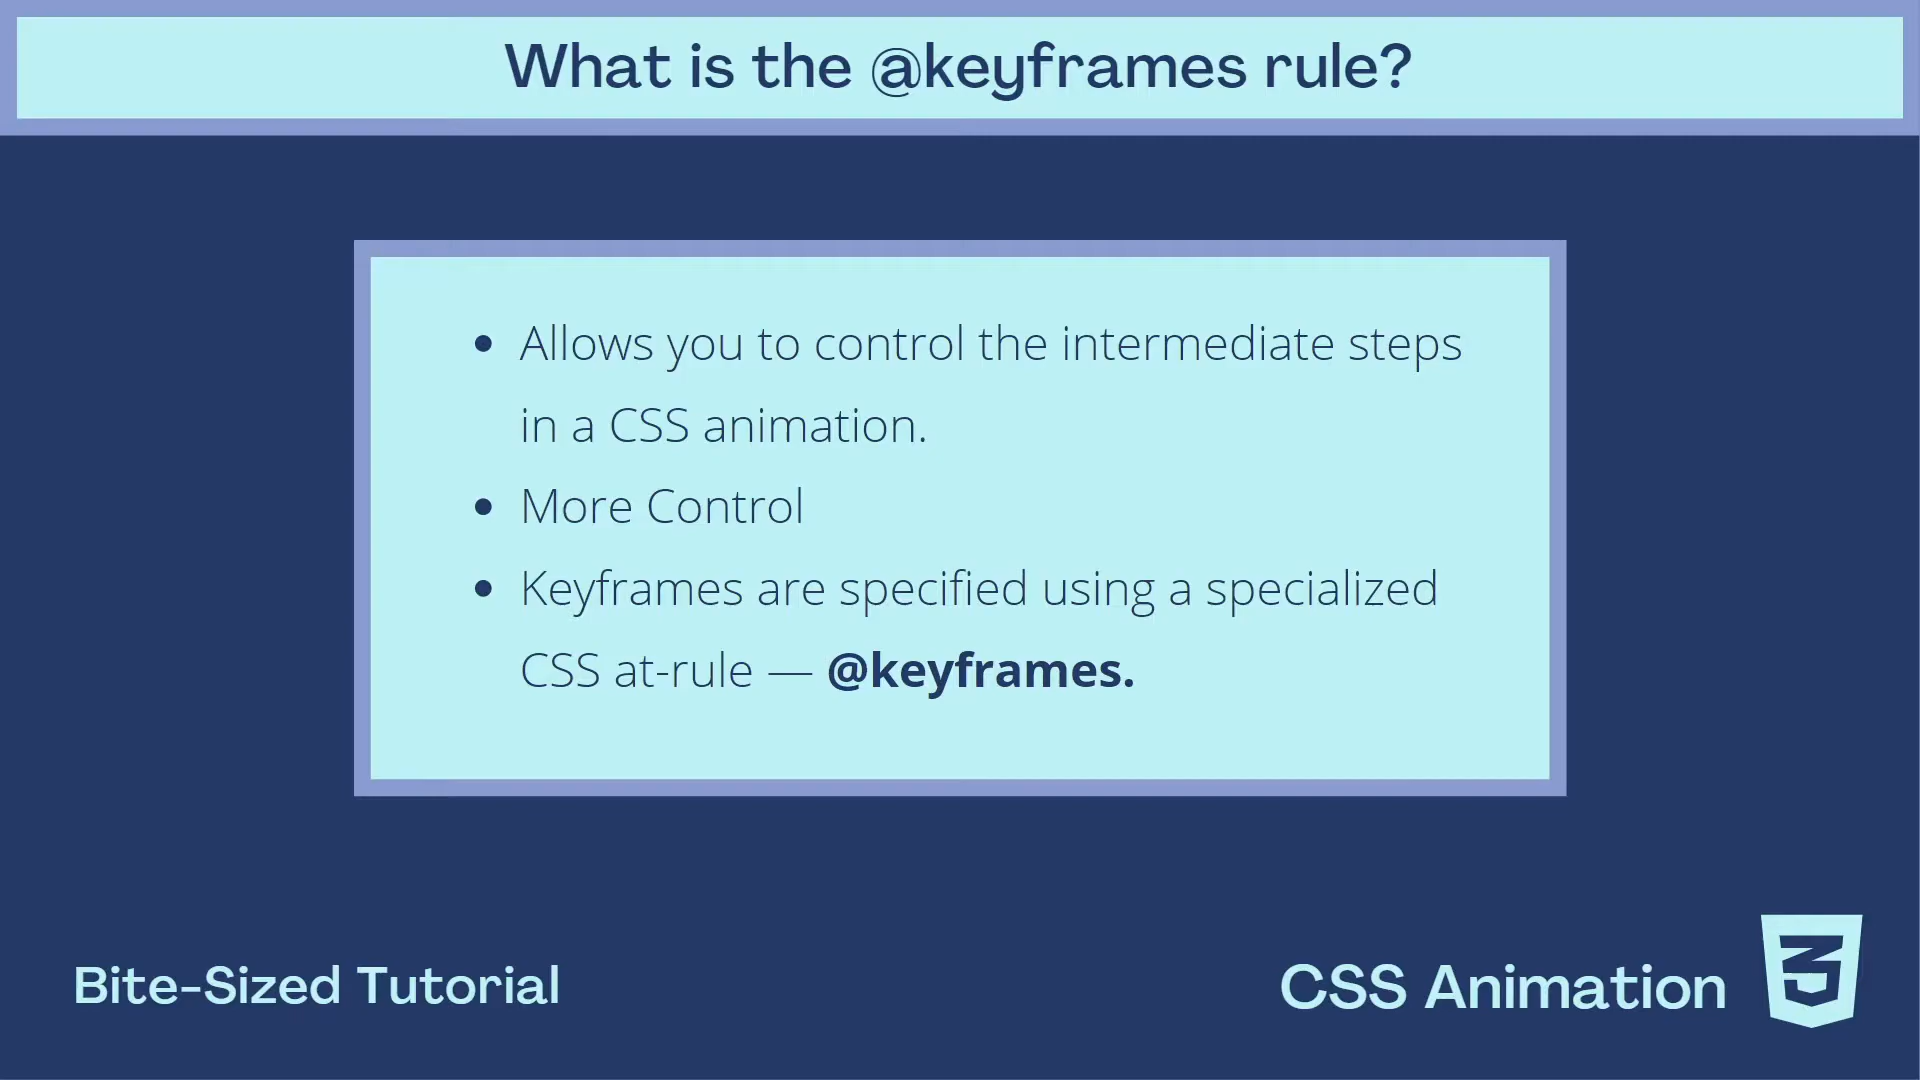 What is the @keyframes rule?
• Allows you to control the intermediate steps
in a CSS animation.
• More Control
• Keyframes are specified using a specialized
CSS at-rule — @keyframes.
Bite-Sized Tutorial
CSS Animation
3